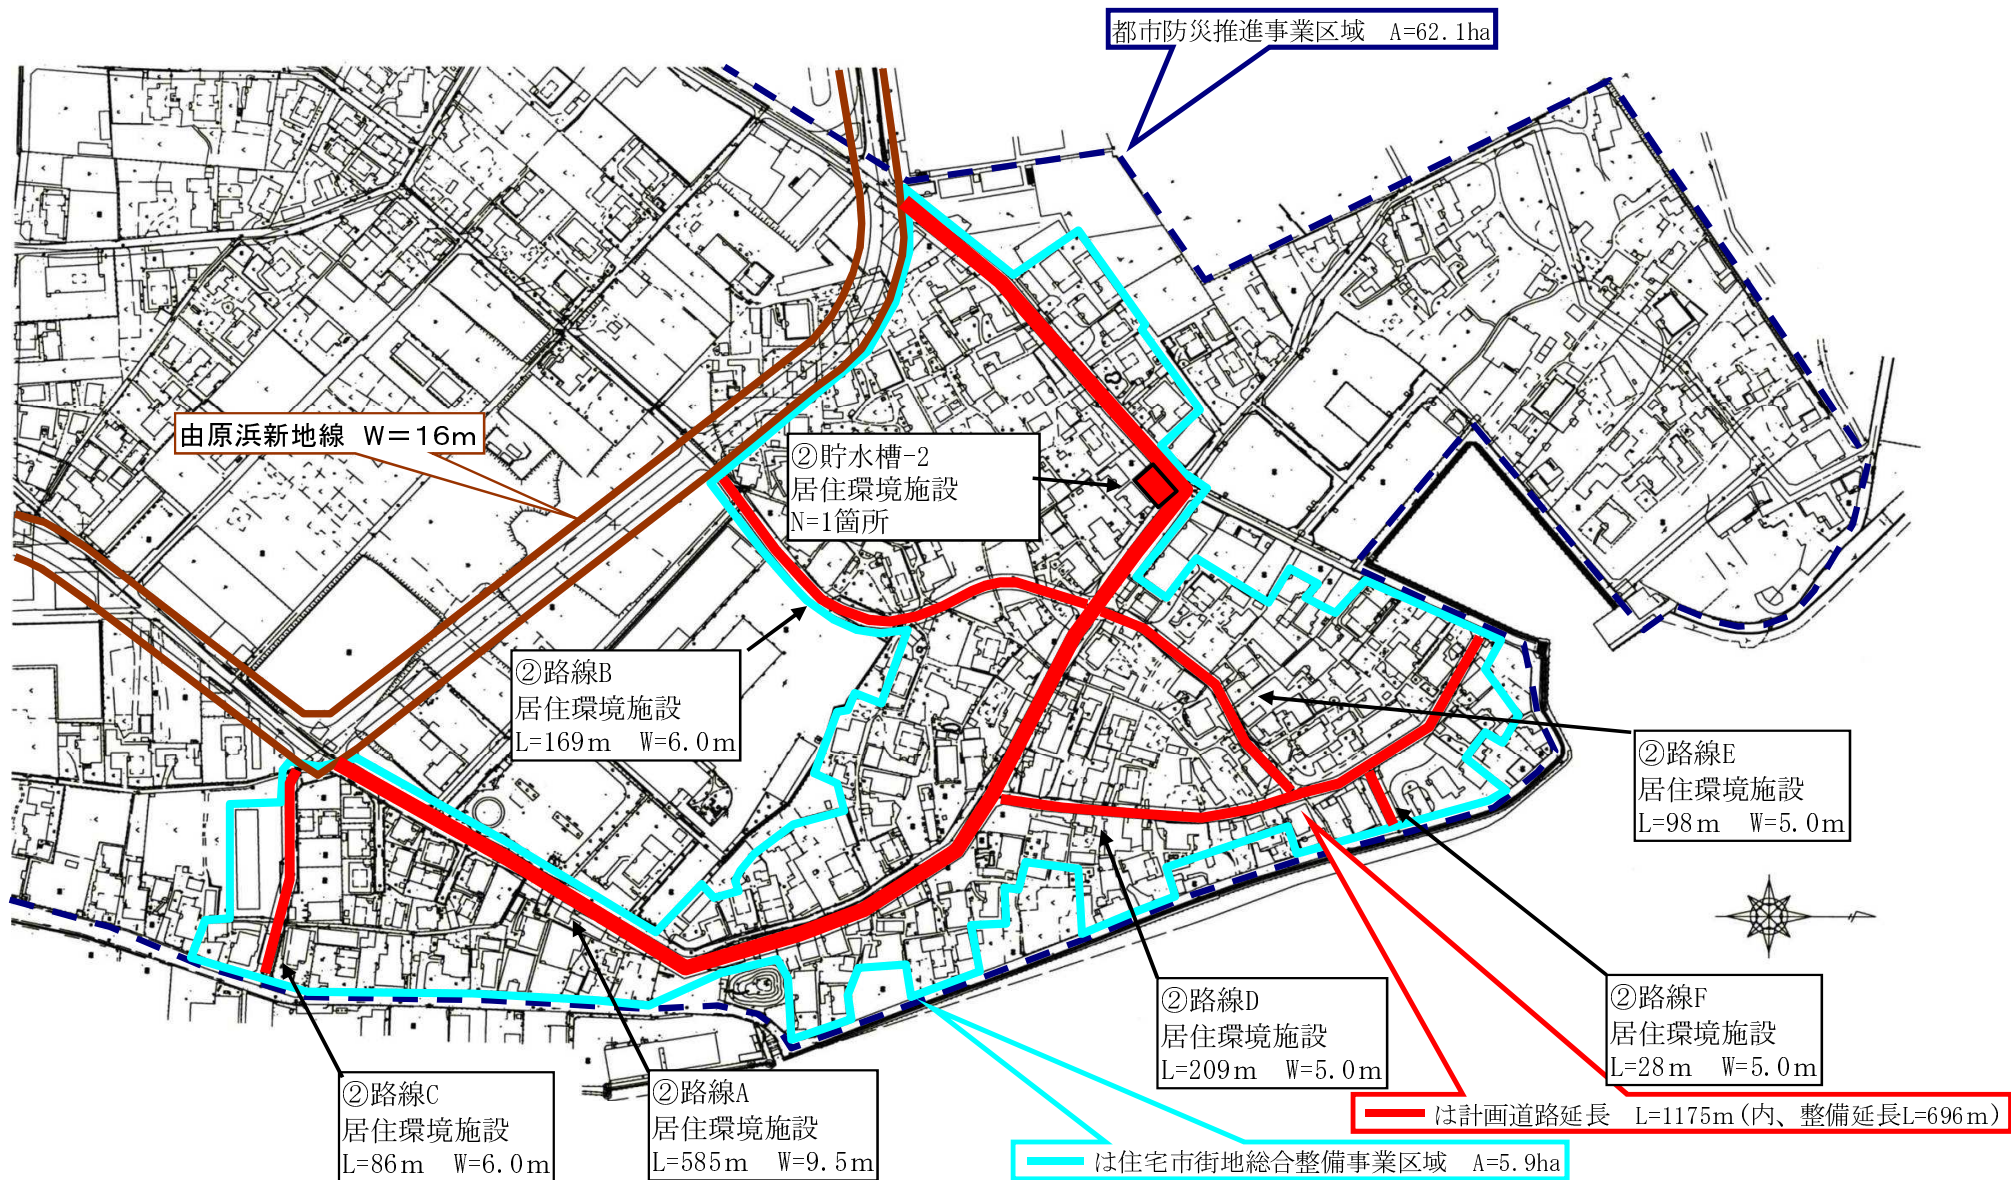 都市防災推進事業区域　A=62.1ha
由原浜新地線　W＝16m
②貯水槽-2
居住環境施設
N=1箇所
②路線B
居住環境施設
L=169m　W=6.0m
②路線E
居住環境施設
L=98m　W=5.0m
②路線D
居住環境施設
L=209m　W=5.0m
②路線F
居住環境施設
L=28m　W=5.0m
②路線C
居住環境施設
L=86m　W=6.0m
②路線A
居住環境施設
L=585m　W=9.5m
は計画道路延長　L=1175m(内、整備延長L=696m)
は住宅市街地総合整備事業区域　A=5.9ha